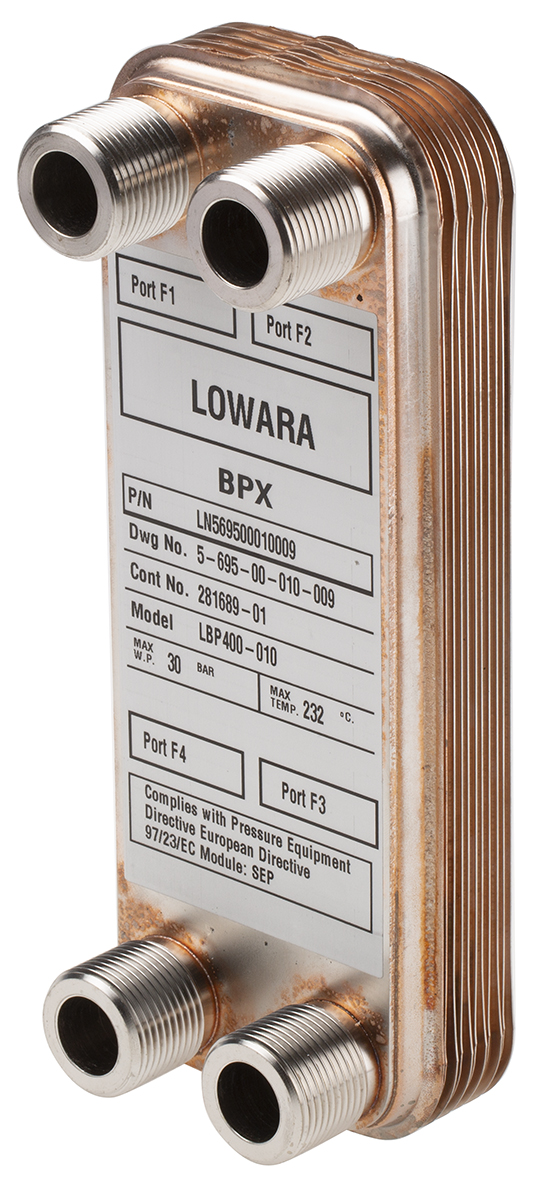 Port F1
Port F2
LOWARA
BPX
P/N LN569500010009
Dwg No. 5-695-00-010-009
Cont No. 281689-01
Model LBP400-010
MAX W.P. 30 BAR
MAX TEMP. 232 °C.
Port F4
Port F3
Complies with Pressure Equipment
Directive European Directive
97/23/EC Module: SEP